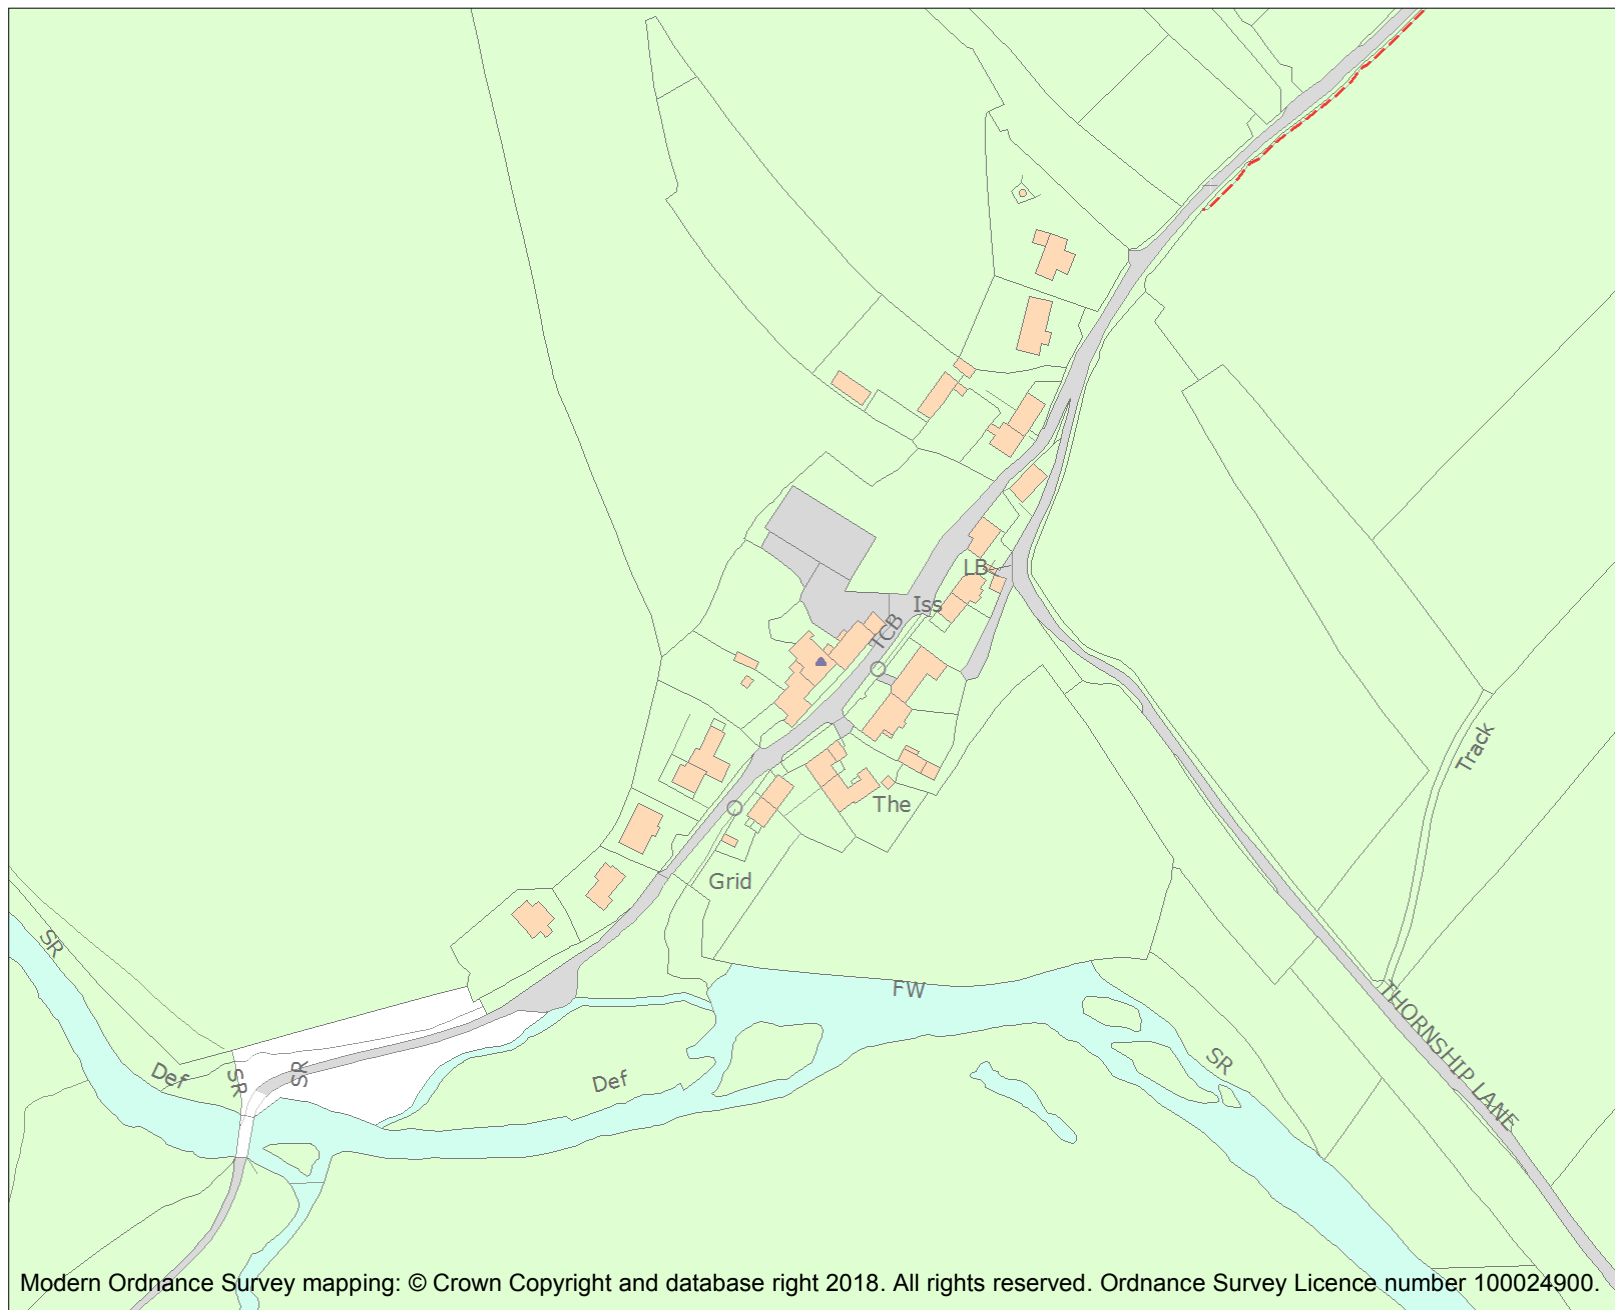 LB
Iss
TCB
Track
The
Grid
SR
FW
THORNSHIP LANE
SR
Def
SR
SR
Def
Modern Ordnance Survey mapping: © Crown Copyright and database right 2018. All rights reserved. Ordnance Survey Licence number 100024900.